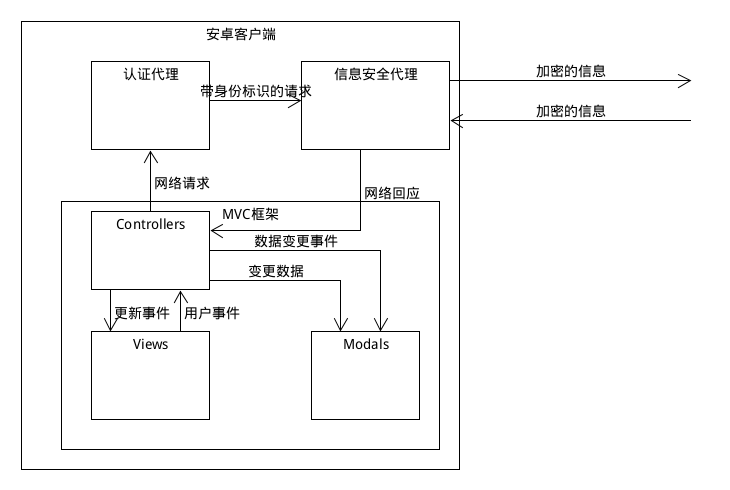 安卓客户端
认证代理
信息安全代理
加密的信息
带身份标识的请求
加密的信息
网络请求
网络回应
MVC框架
Controllers
数据变更事件
变更数据
更新事件
用户事件
Views
Modals